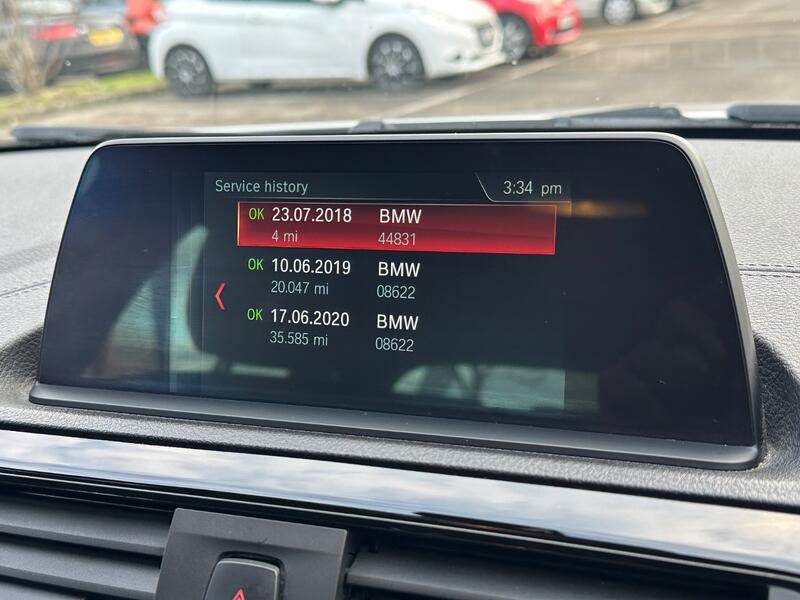 Service history 3:34 pm
OK 23.07.2018 BMW
4 mi 44831
OK 10.06.2019 BMW
20.047 mi 08622
OK 17.06.2020 BMW
35.585 mi 08622